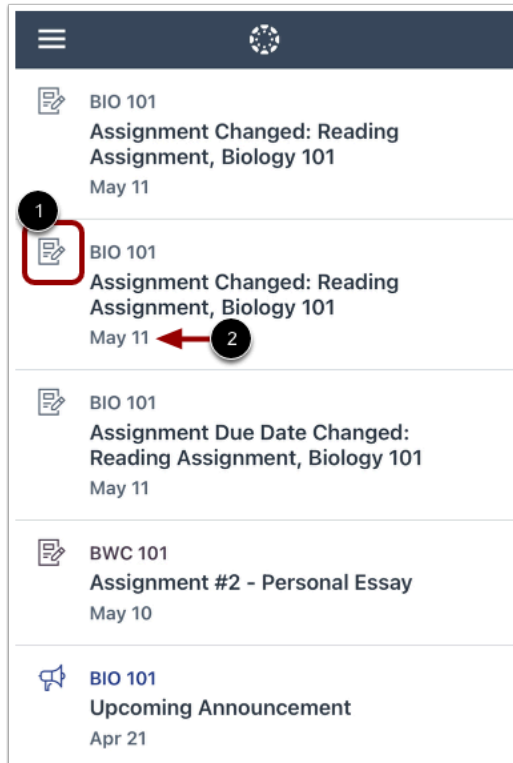 BIO 101
Assignment Changed: Reading
Assignment, Biology 101
May 11
1
BIO 101
Assignment Changed: Reading
Assignment, Biology 101
May 11
2
BIO 101
Assignment Due Date Changed:
Reading Assignment, Biology 101
May 11
BWC 101
Assignment #2 - Personal Essay
May 10
BIO 101
Upcoming Announcement
Apr 21